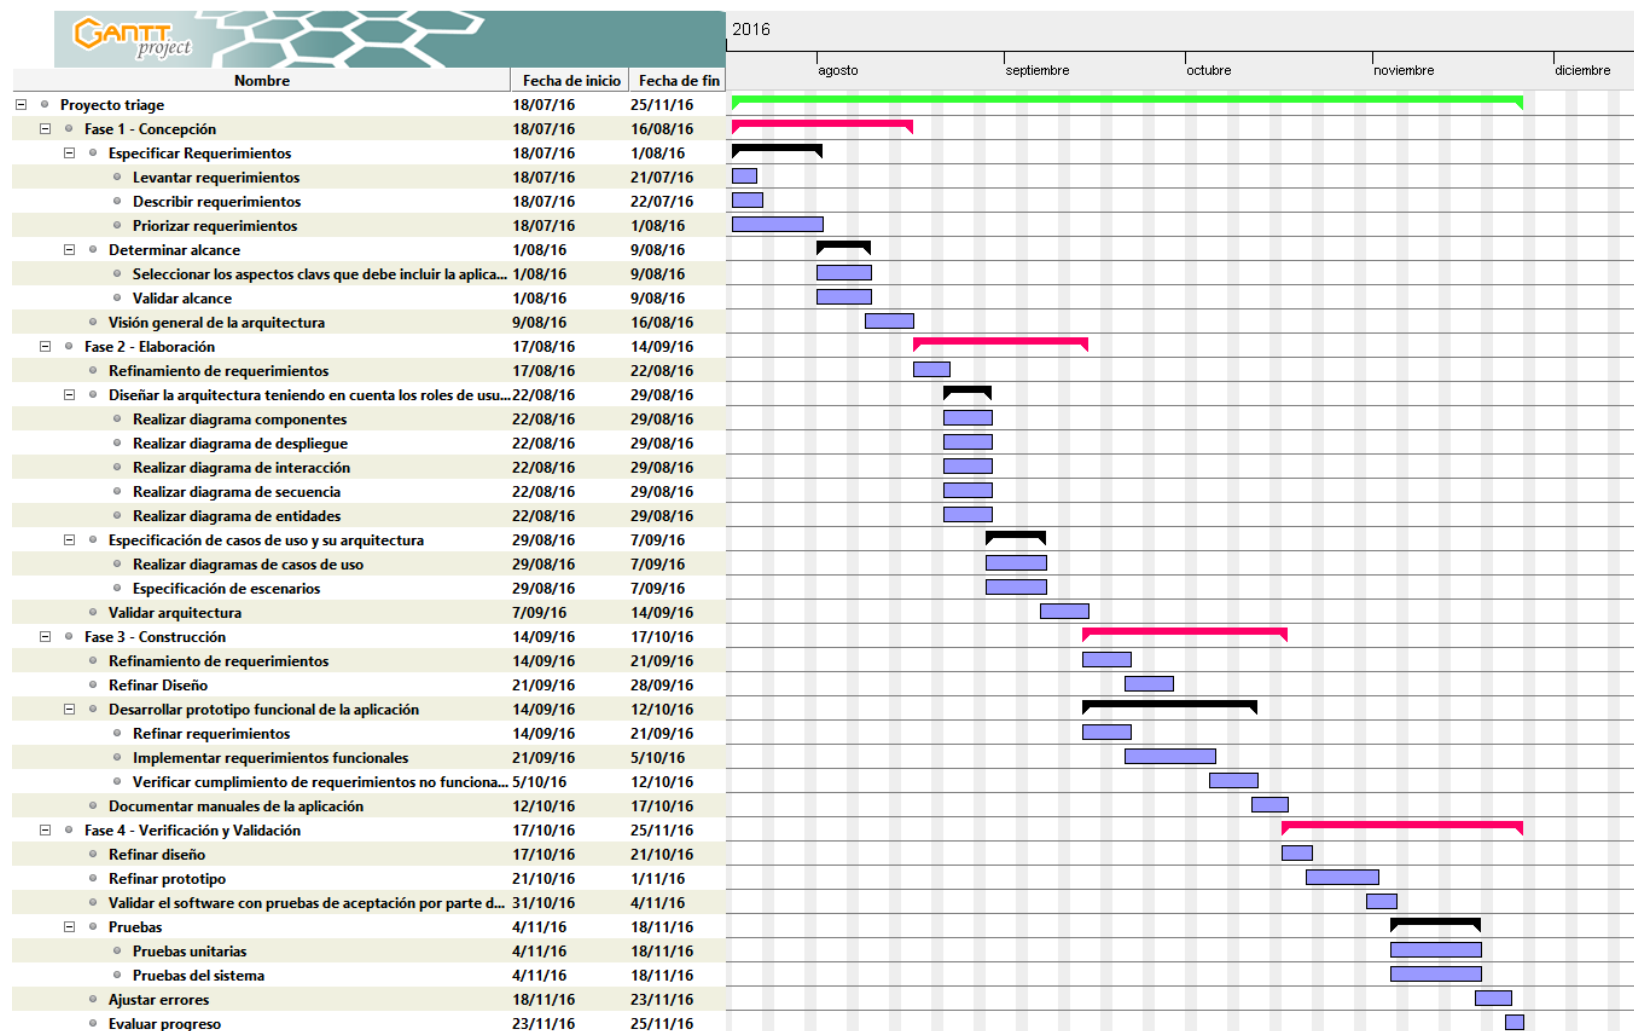 GANTT
project
2016
agosto septiembre octubre noviembre diciembre
Nombre Fecha de inicio Fecha de fin
Proyecto triage 18/07/16 25/11/16
Fase 1 - Concepción 18/07/16 16/08/16
Especificar Requerimientos 18/07/16 1/08/16
Levantar requerimientos 18/07/16 21/07/16
Describir requerimientos 18/07/16 22/07/16
Priorizar requerimientos 18/07/16 1/08/16
Determinar alcance 1/08/16 9/08/16
Seleccionar los aspectos clavs que debe incluir la aplica... 1/08/16 9/08/16
Validar alcance 1/08/16 9/08/16
Visión general de la arquitectura 9/08/16 16/08/16
Fase 2 - Elaboración 17/08/16 14/09/16
Refinamiento de requerimientos 17/08/16 22/08/16
Diseñar la arquitectura teniendo en cuenta los roles de usu... 22/08/16 29/08/16
Realizar diagrama componentes 22/08/16 29/08/16
Realizar diagrama de despliegue 22/08/16 29/08/16
Realizar diagrama de interacción 22/08/16 29/08/16
Realizar diagrama de secuencia 22/08/16 29/08/16
Realizar diagrama de entidades 22/08/16 29/08/16
Especificación de casos de uso y su arquitectura 29/08/16 7/09/16
Realizar diagramas de casos de uso 29/08/16 7/09/16
Especificación de escenarios 29/08/16 7/09/16
Validar arquitectura 7/09/16 14/09/16
Fase 3 - Construcción 14/09/16 17/10/16
Refinamiento de requerimientos 14/09/16 21/09/16
Refinar Diseño 21/09/16 28/09/16
Desarrollar prototipo funcional de la aplicación 14/09/16 12/10/16
Refinar requerimientos 14/09/16 21/09/16
Implementar requerimientos funcionales 21/09/16 5/10/16
Verificar cumplimiento de requerimientos no funciona... 5/10/16 12/10/16
Documentar manuales de la aplicación 12/10/16 17/10/16
Fase 4 - Verificación y Validación 17/10/16 25/11/16
Refinar diseño 17/10/16 21/10/16
Refinar prototipo 21/10/16 1/11/16
Validar el software con pruebas de aceptación por parte d... 31/10/16 4/11/16
Pruebas 4/11/16 18/11/16
Pruebas unitarias 4/11/16 18/11/16
Pruebas del sistema 4/11/16 18/11/16
Ajustar errores 18/11/16 23/11/16
Evaluar progreso 23/11/16 25/11/16